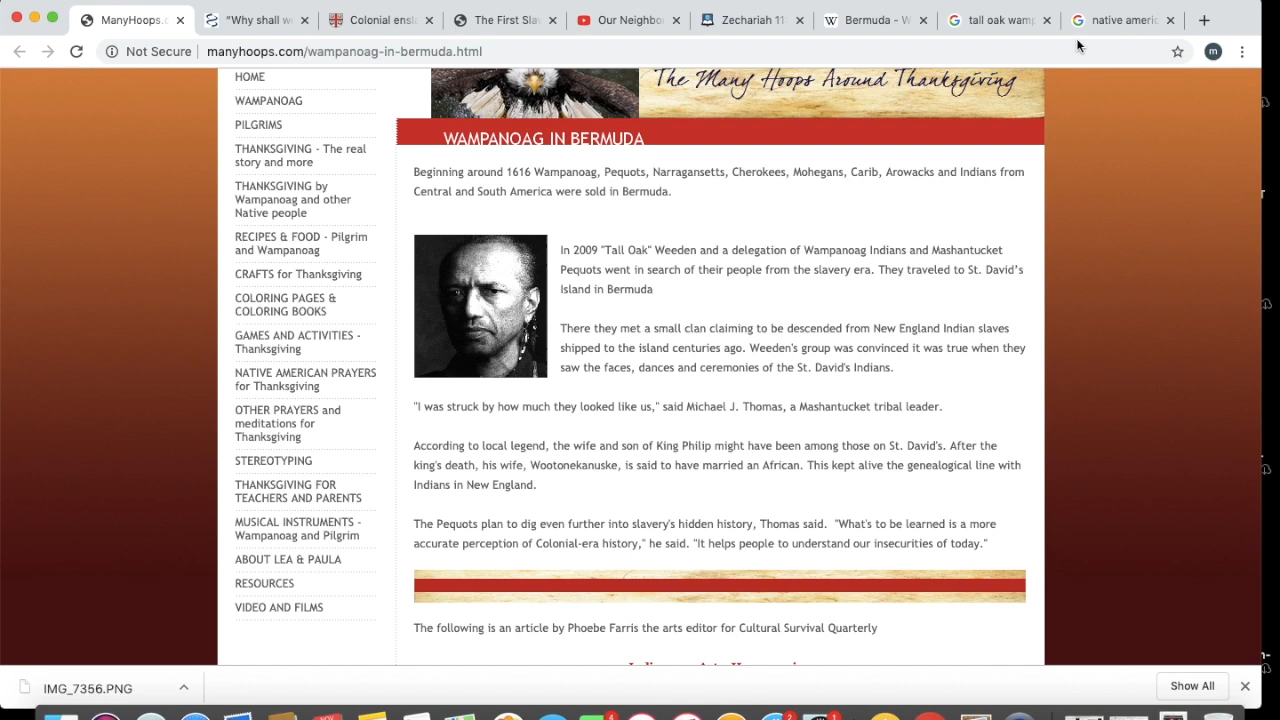 ManyHoops.c
"Why shall we
Colonial ensla
The First Slav
Our Neighbo
Zechariah 11
Bermuda - W
tall oak wamp
native americ
Not Secure
manyhoops.com/wampanoag-in-bermuda.html
m
The Many Hoops Around Thanksgiving
HOME
WAMPANOAG
PILGRIMS
THANKSGIVING - The real
story and more
THANKSGIVING by
Wampanoag and other
Native people
RECIPES & FOOD - Pilgrim
and Wampanoag
CRAFTS for Thanksgiving
COLORING PAGES &
COLORING BOOKS
GAMES AND ACTIVITIES -
Thanksgiving
NATIVE AMERICAN PRAYERS
for Thanksgiving
OTHER PRAYERS and
meditations for
Thanksgiving
STEREOTYPING
THANKSGIVING FOR
TEACHERS AND PARENTS
MUSICAL INSTRUMENTS -
Wampanoag and Pilgrim
ABOUT LEA & PAULA
RESOURCES
VIDEO AND FILMS
WAMPANOAG IN BERMUDA
Beginning around 1616 Wampanoag, Pequots, Narragansetts, Cherokees, Mohegans, Carib, Arowacks and Indians from
Central and South America were sold in Bermuda.
In 2009 "Tall Oak" Weeden and a delegation of Wampanoag Indians and Mashantucket
Pequots went in search of their people from the slavery era. They traveled to St. David's
Island in Bermuda
There they met a small clan claiming to be descended from New England Indian slaves
shipped to the island centuries ago. Weeden's group was convinced it was true when they
saw the faces, dances and ceremonies of the St. David's Indians.
"I was struck by how much they looked like us," said Michael J. Thomas, a Mashantucket tribal leader.
According to local legend, the wife and son of King Philip might have been among those on St. David's. After the
king's death, his wife, Wootonekanuske, is said to have married an African. This kept alive the genealogical line with
Indians in New England.
The Pequots plan to dig even further into slavery's hidden history, Thomas said. "What's to be learned is a more
accurate perception of Colonial-era history," he said. "It helps people to understand our insecurities of today."
The following is an article by Phoebe Farris the arts editor for Cultural Survival Quarterly
IMG_7356.PNG
Show All